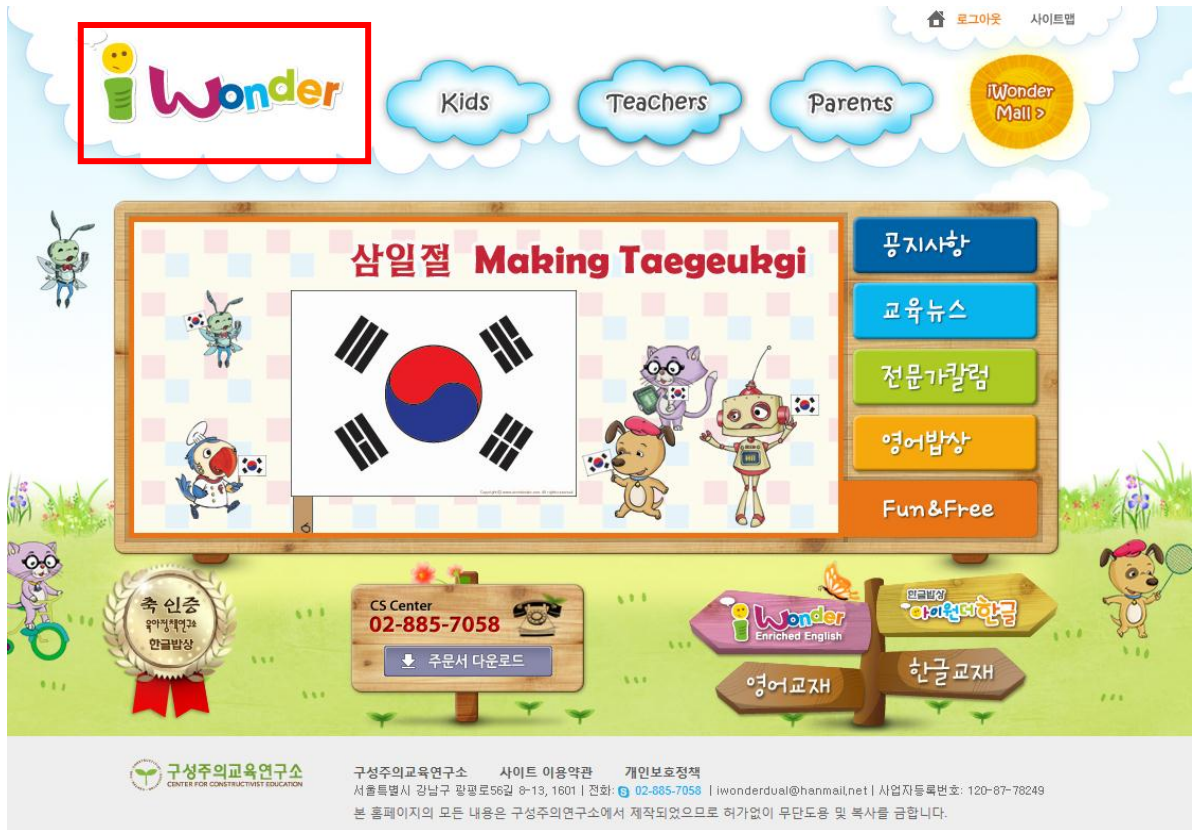 로그아웃 사이트맵
i Wonder
Kids
Teachers
Parents
iWonder
Mall >
삼일절 Making Taegeukgi
공지사항
교육뉴스
전문가칼럼
영어밥상
Fun&Free
축 인증
육아정책연구소
한글밥상
CS Center
02-885-7058
주문서 다운로드
i Wonder
Enriched English
한글밥상
아이원더한글
영어교재
한글교재
구성주의교육연구소
CENTER FOR CONSTRUCTIVIST EDUCATION
구성주의교육연구소 사이트 이용약관 개인보호정책
서울특별시 강남구 광평로56길 8-13, 1601 | 전화: 02-885-7058 | iwonderdual@hanmail.net | 사업자등록번호: 120-87-78249
본 홈페이지의 모든 내용은 구성주의연구소에서 제작되었으므로 허가없이 무단도용 및 복사를 금합니다.